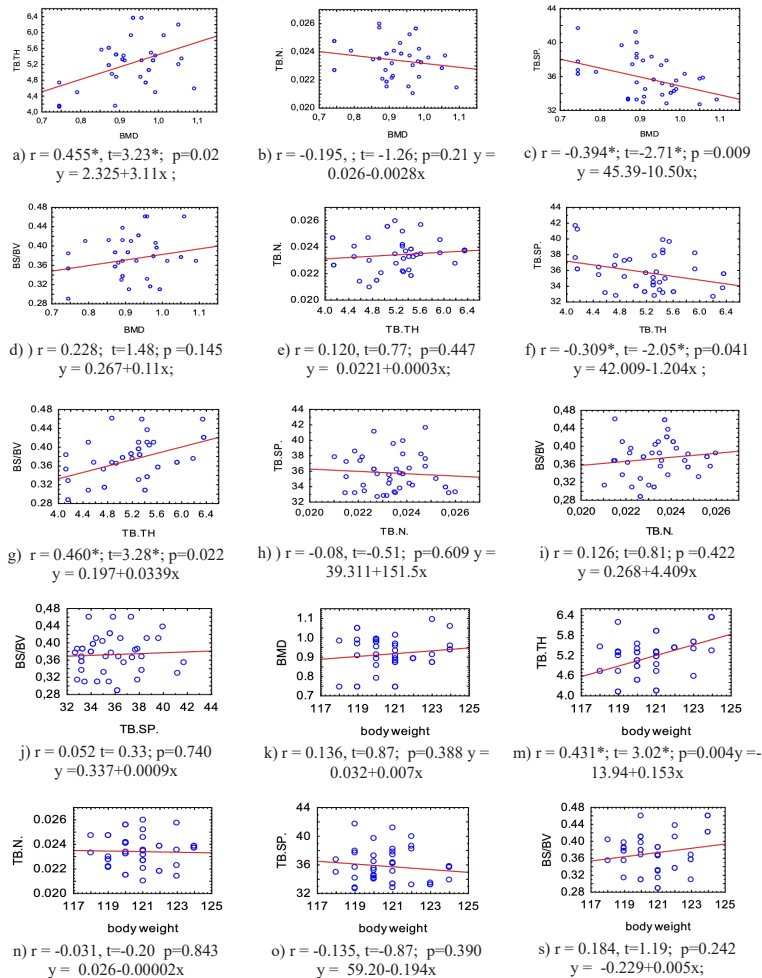 TB.TH
6,4
6,0
5,6
5,2
4,8
4,4
4,0
0,7 0,8 0,9 1,0 1,1
BMD
a) r = 0.455*, t=3.23*; p=0.02
y = 2.325+3.11x ;
TB.N.
0,026
0,024
0,022
0,020
0,7 0,8 0,9 1,0 1,1
BMD
b) r = -0.195, ; t= -1.26; p=0.21 y =
0.026-0.0028x
TB.SP.
44
40
36
32
0.7 0.8 0.9 1.0 1.1
BMD
c) r = -0.394*; t=-2.71*; p =0.009
y = 45.39-10.50x;
BS/BV
0.48
0.44
0.40
0.36
0.32
0.28
0.7 0.8 0.9 1.0 1.1
BMD
d) ) r = 0.228; t=1.48; p =0.145
y = 0.267+0.11x;
TB.N.
0.026
0.024
0.022
0.020
4.0 4.4 4.8 5.2 5.6 6.0 6.4
TB.TH
e) r = 0.120, t=0.77; p=0.447
y = 0.0221+0.0003x;
TB.SP.
44
42
40
38
36
34
32
4.0 4.4 4.8 5.2 5.6 6.0 6.4
TB.TH
f) r = -0.309*, t= -2.05*; p=0.041
y = 42.009-1.204x ;
BS/BV
0.48
0.44
0.40
0.36
0.32
0.28
4.0 4.4 4.8 5.2 5.6 6.0 6.4
TB.TH
g) r = 0.460*; t=3.28*; p=0.022
y = 0.197+0.0339x
TB.SP.
44
42
40
38
36
34
32
0,020 0,022 0,024 0,026
TB.N.
h) ) r = -0.08, t=-0.51; p=0.609 y =
39.311+151.5x
BS/BV
0,48
0,44
0,40
0,36
0,32
0,28
0,020 0,022 0,024 0,026
TB.N.
i) r = 0.126; t=0.81; p =0.422
y = 0.268+4.409x
BS/BV
0,48
0,44
0,40
0,36
0,32
0,28
32 34 36 38 40 42 44
TB.SP.
j) r = 0.052 t= 0.33; p=0.740
y =0.337+0.0009x
BMD
1.1
1.0
0.9
0.8
0.7
117 119 121 123 125
body weight
k) r = 0.136, t=0.87; p=0.388 y =
0.032+0.007x
TB.TH
6.4
5.8
5.2
4.6
4.0
117 119 121 123 125
body weight
m) r = 0.431*; t= 3.02*; p=0.004y =-
13.94+0.153x
TB.N.
0.026
0.024
0.022
0.020
117 119 121 123 125
body weight
n) r = -0.031, t=-0.20 p=0.843
y = 0.026-0.00002x
TB.SP.
44
40
36
32
117 119 121 123 125
body weight
o) r = -0.135, t=-0.87; p=0.390
y = 59.20-0.194x
BS/BV
0.48
0.44
0.40
0.36
0.32
0.28
117 119 121 123 125
body weight
s) r = 0.184, t=1.19; p=0.242
y = -0.229+0.005x;